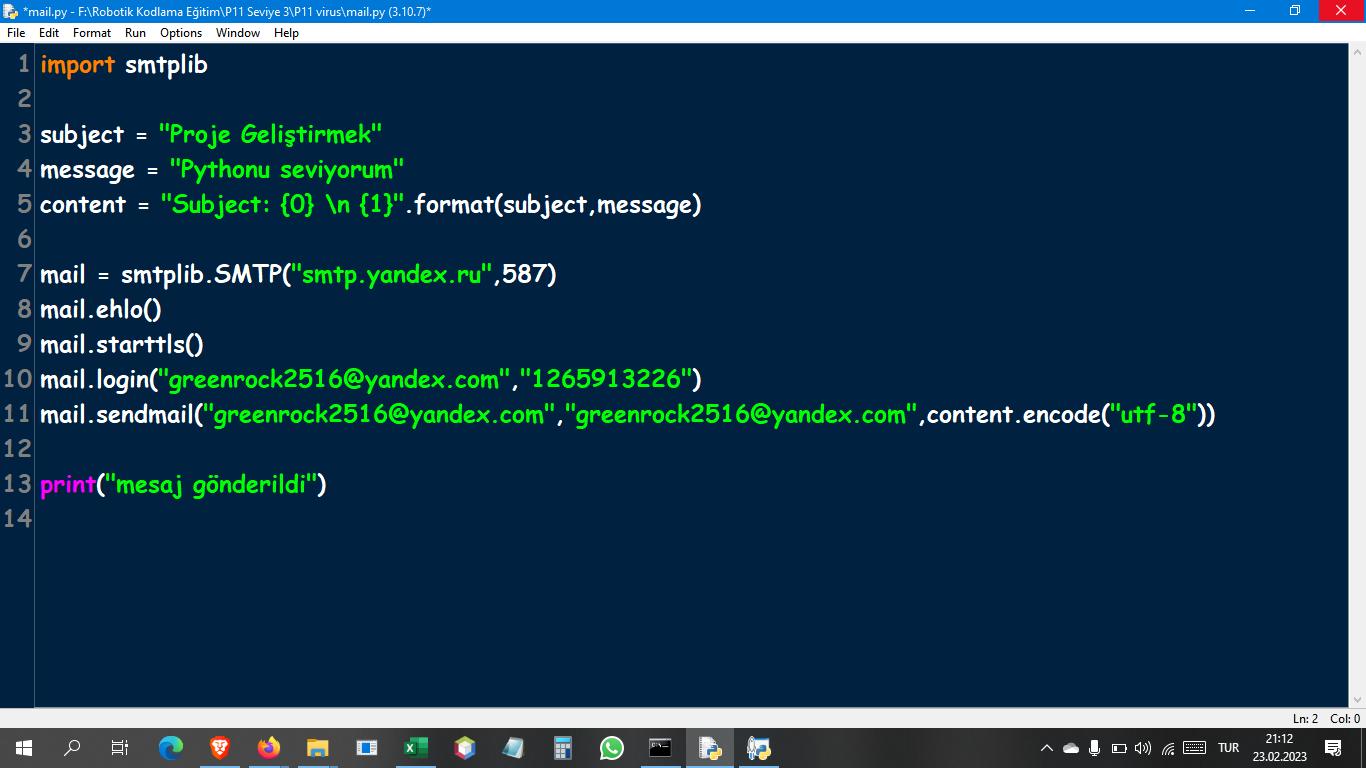 *mail.py - F:\Robotik Kodlama Eğitim\P11 Seviye 3\P11 virus\mail.py (3.10.7)*
File Edit Format Run Options Window Help
1 import smtplib
2
3 subject = "Proje Geliştirmek"
4 message = "Pythonu seviyorum"
5 content = "Subject: {0} \n {1}".format(subject,message)
6
7 mail = smtplib.SMTP("smtp.yandex.ru",587)
8 mail.ehlo()
9 mail.starttls()
10 mail.login("greenrock2516@yandex.com","1265913226")
11 mail.sendmail("greenrock2516@yandex.com","greenrock2516@yandex.com",content.encode("utf-8"))
12
13 print("mesaj gönderildi")
14
Ln: 2 Col: 0
TUR
21:12
23.02.2023